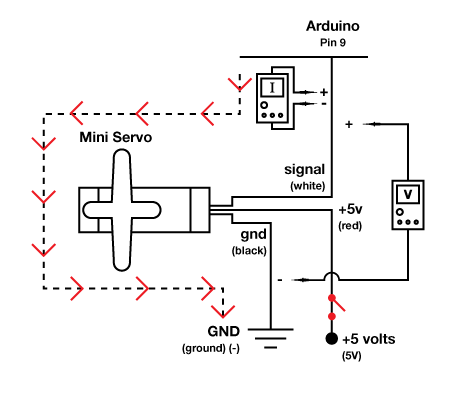 Arduino
Pin 9
I
+
-
+
Mini Servo
signal
(white)
V
+5v
(red)
gnd
(black)
-
GND
(ground) (-)
+5 volts
(5V)